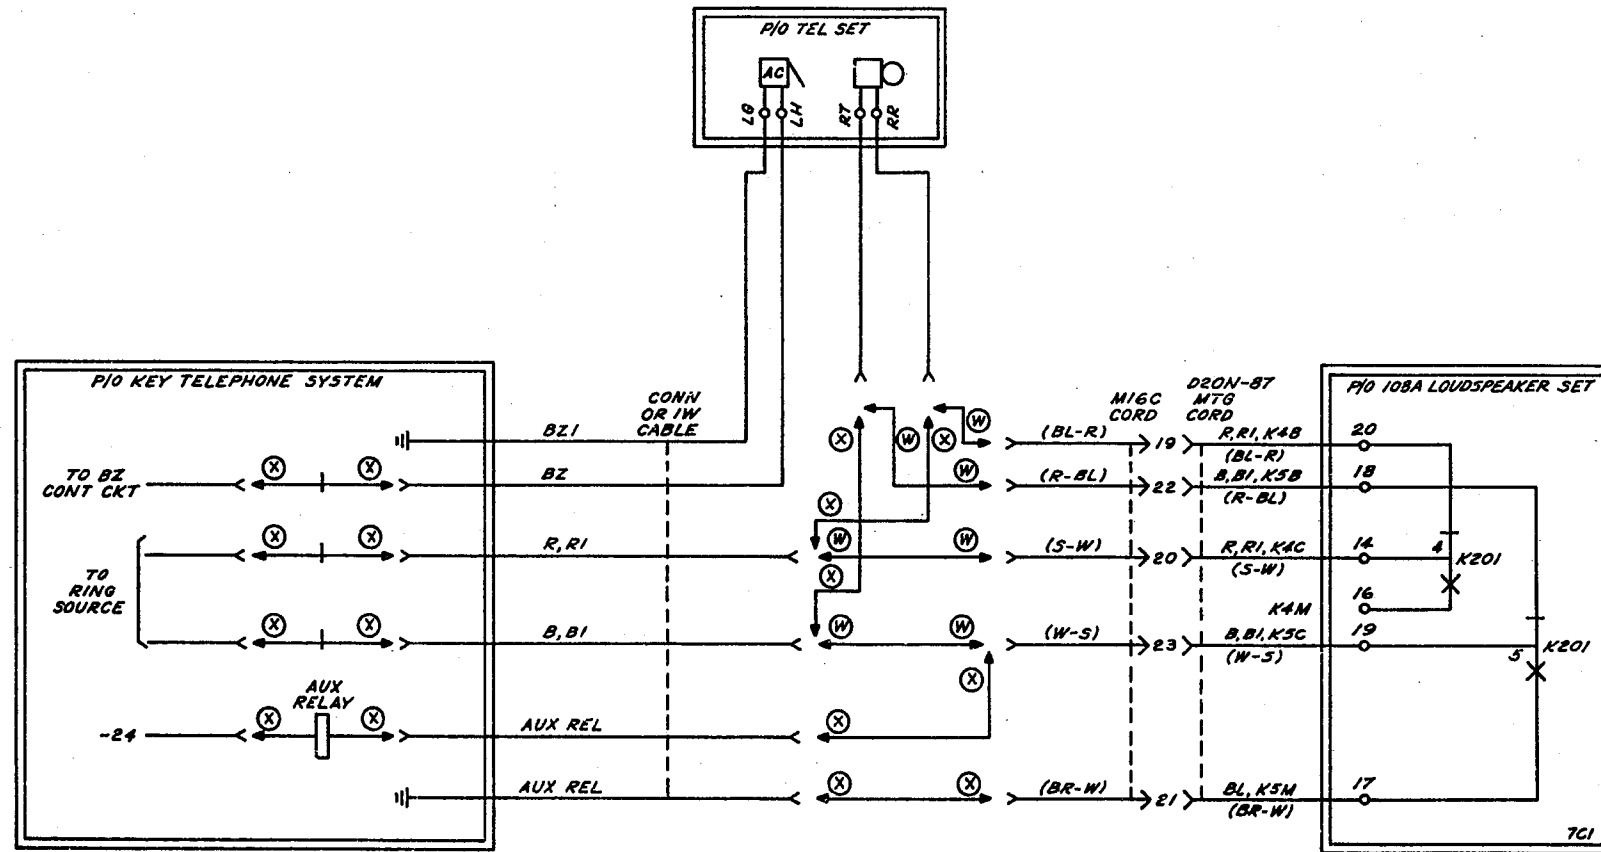 P/O TEL SET
AC
LG
LH
RT
RR
P/O KEY TELEPHONE SYSTEM
CONN
OR IW
CABLE
M16C
CORD
D20N-87
MTG
CORD
P/O 108A LOUDSPEAKER SET
X
W
X
W
BZ1
(BL-R)
19
R, R1, K4B
(BL-R)
20
TO BZ
CONT CKT
X
X
BZ
W
(R-BL)
22
B, B1, K5B
(R-BL)
18
X
TO
RING
SOURCE
X
X
R, R1
W
W
(S-W)
20
R, R1, K4C
(S-W)
14
4
K201
X
K4M
16
X
X
B, B1
W
W
(W-S)
23
B, B1, K5C
(W-S)
19
5
K201
X
-24
X
AUX
RELAY
X
AUX REL
X
AUX REL
X
X
(BR-W)
21
BL, K5M
(BR-W)
17
7C1